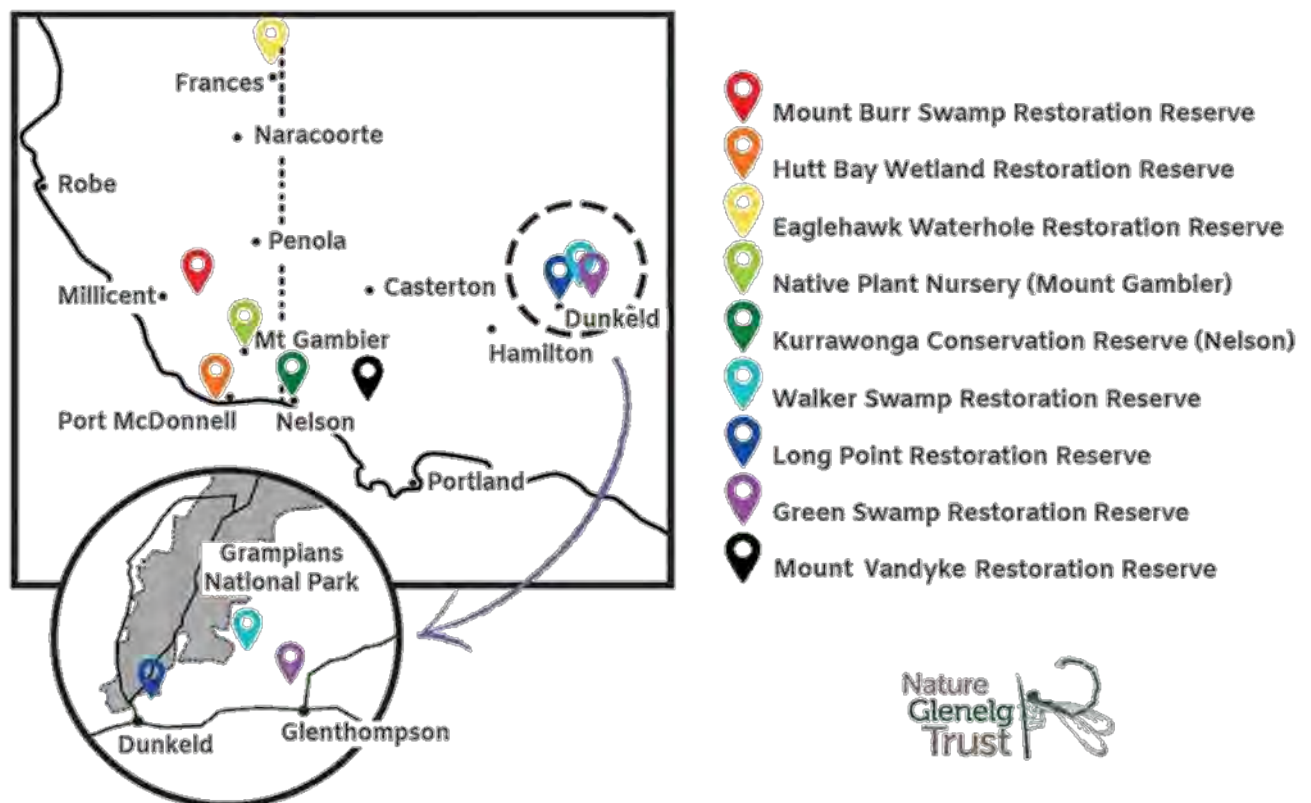 Frances
Naracoorte
Robe
Penola
Millicent
Casterton
Dunkeld
Mt Gambier
Hamilton
Port McDonnell
Nelson
Portland
Grampians
National Park
Dunkeld
Glenthompson
Mount Burr Swamp Restoration Reserve
Hutt Bay Wetland Restoration Reserve
Eaglehawk Waterhole Restoration Reserve
Native Plant Nursery (Mount Gambier)
Kurrawonga Conservation Reserve (Nelson)
Walker Swamp Restoration Reserve
Long Point Restoration Reserve
Green Swamp Restoration Reserve
Mount Vandyke Restoration Reserve
Nature
Glenelg
Trust